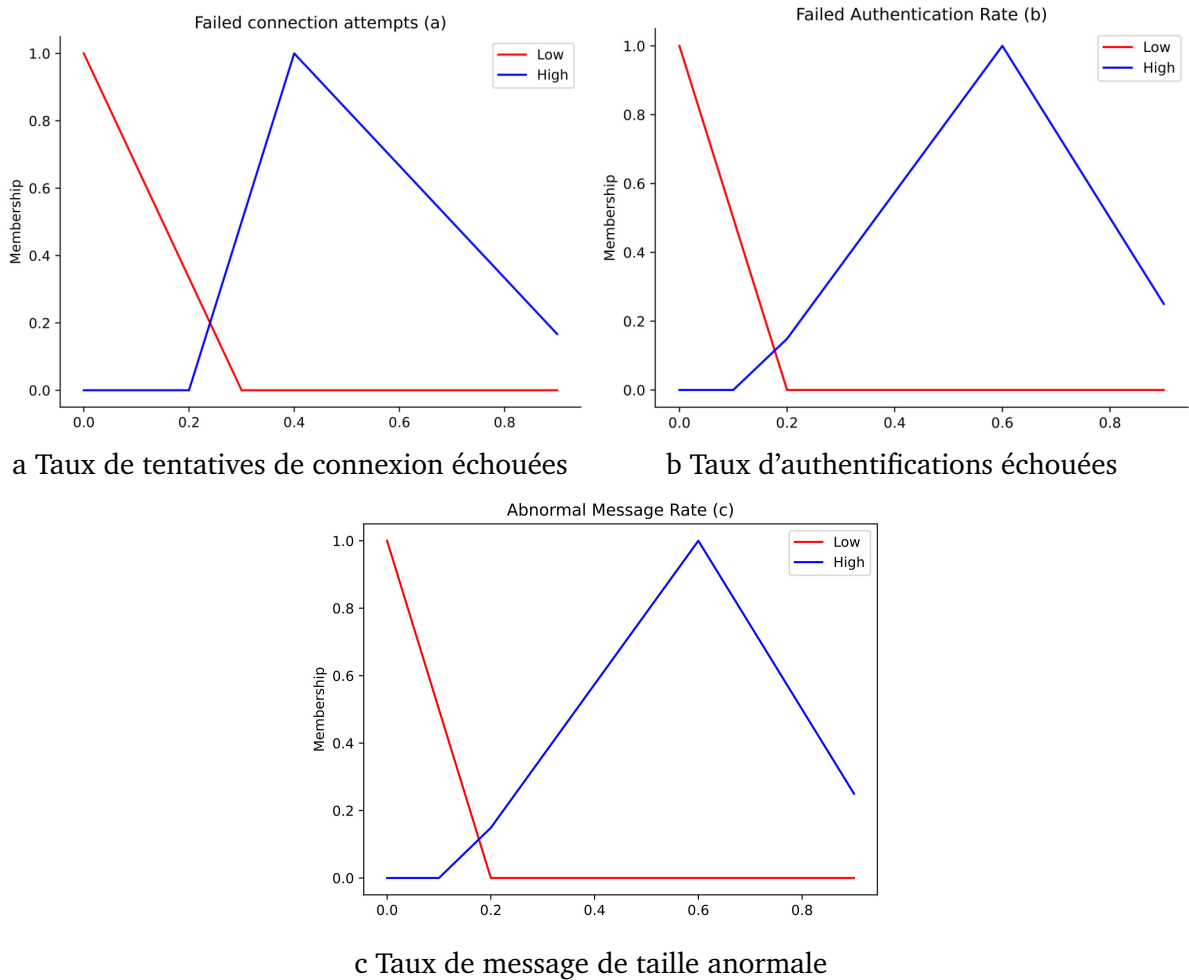 Failed connection attempts (a)
Low
High
1.0
0.8
0.6
0.4
0.2
0.0
Membership
0.0 0.2 0.4 0.6 0.8
a Taux de tentatives de connexion échouées
Failed Authentication Rate (b)
Low
High
1.0
0.8
0.6
0.4
0.2
0.0
Membership
0.0 0.2 0.4 0.6 0.8
b Taux d’authentifications échouées
Abnormal Message Rate (c)
Low
High
1.0
0.8
0.6
0.4
0.2
0.0
Membership
0.0 0.2 0.4 0.6 0.8
c Taux de message de taille anormale